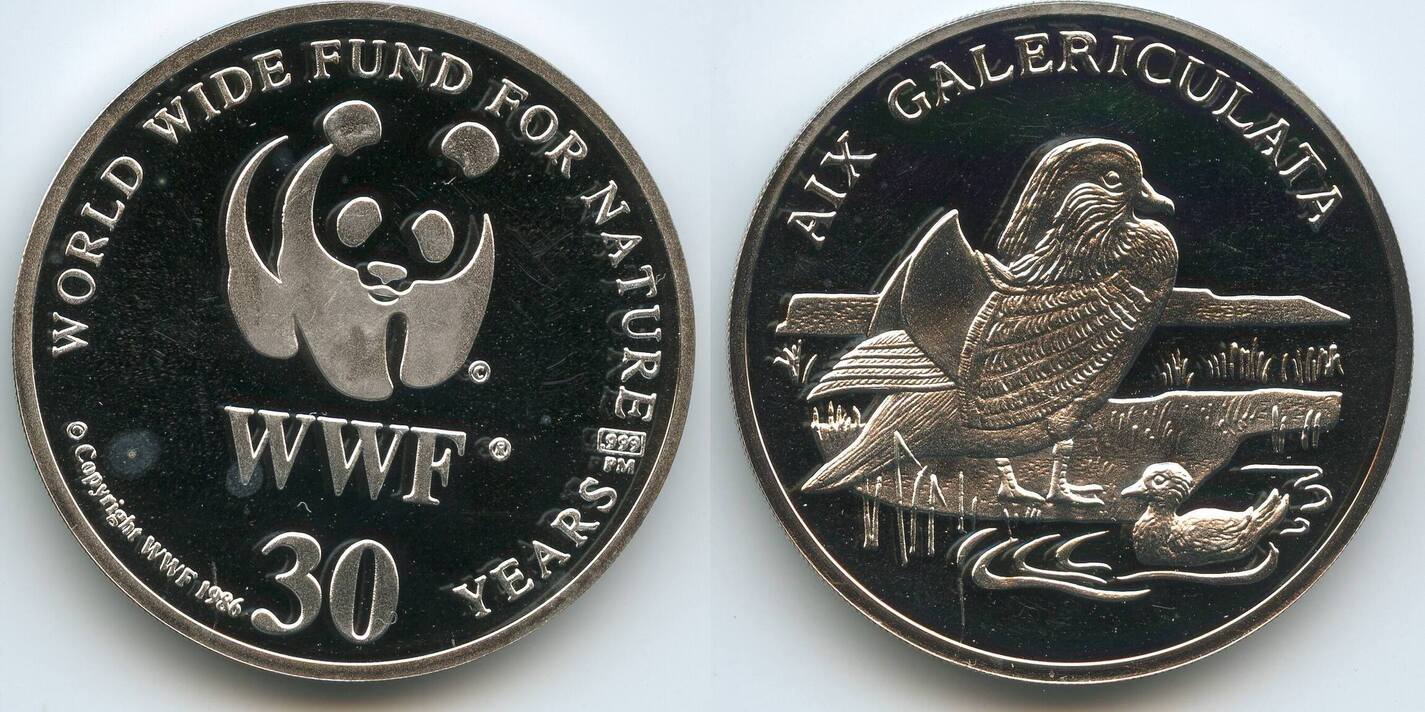 WORLD WIDE FUND FOR NATURE
©
WWF ®
.999
PM
30 YEARS
© Copyright WWF 1986
AIX GALERICULATA